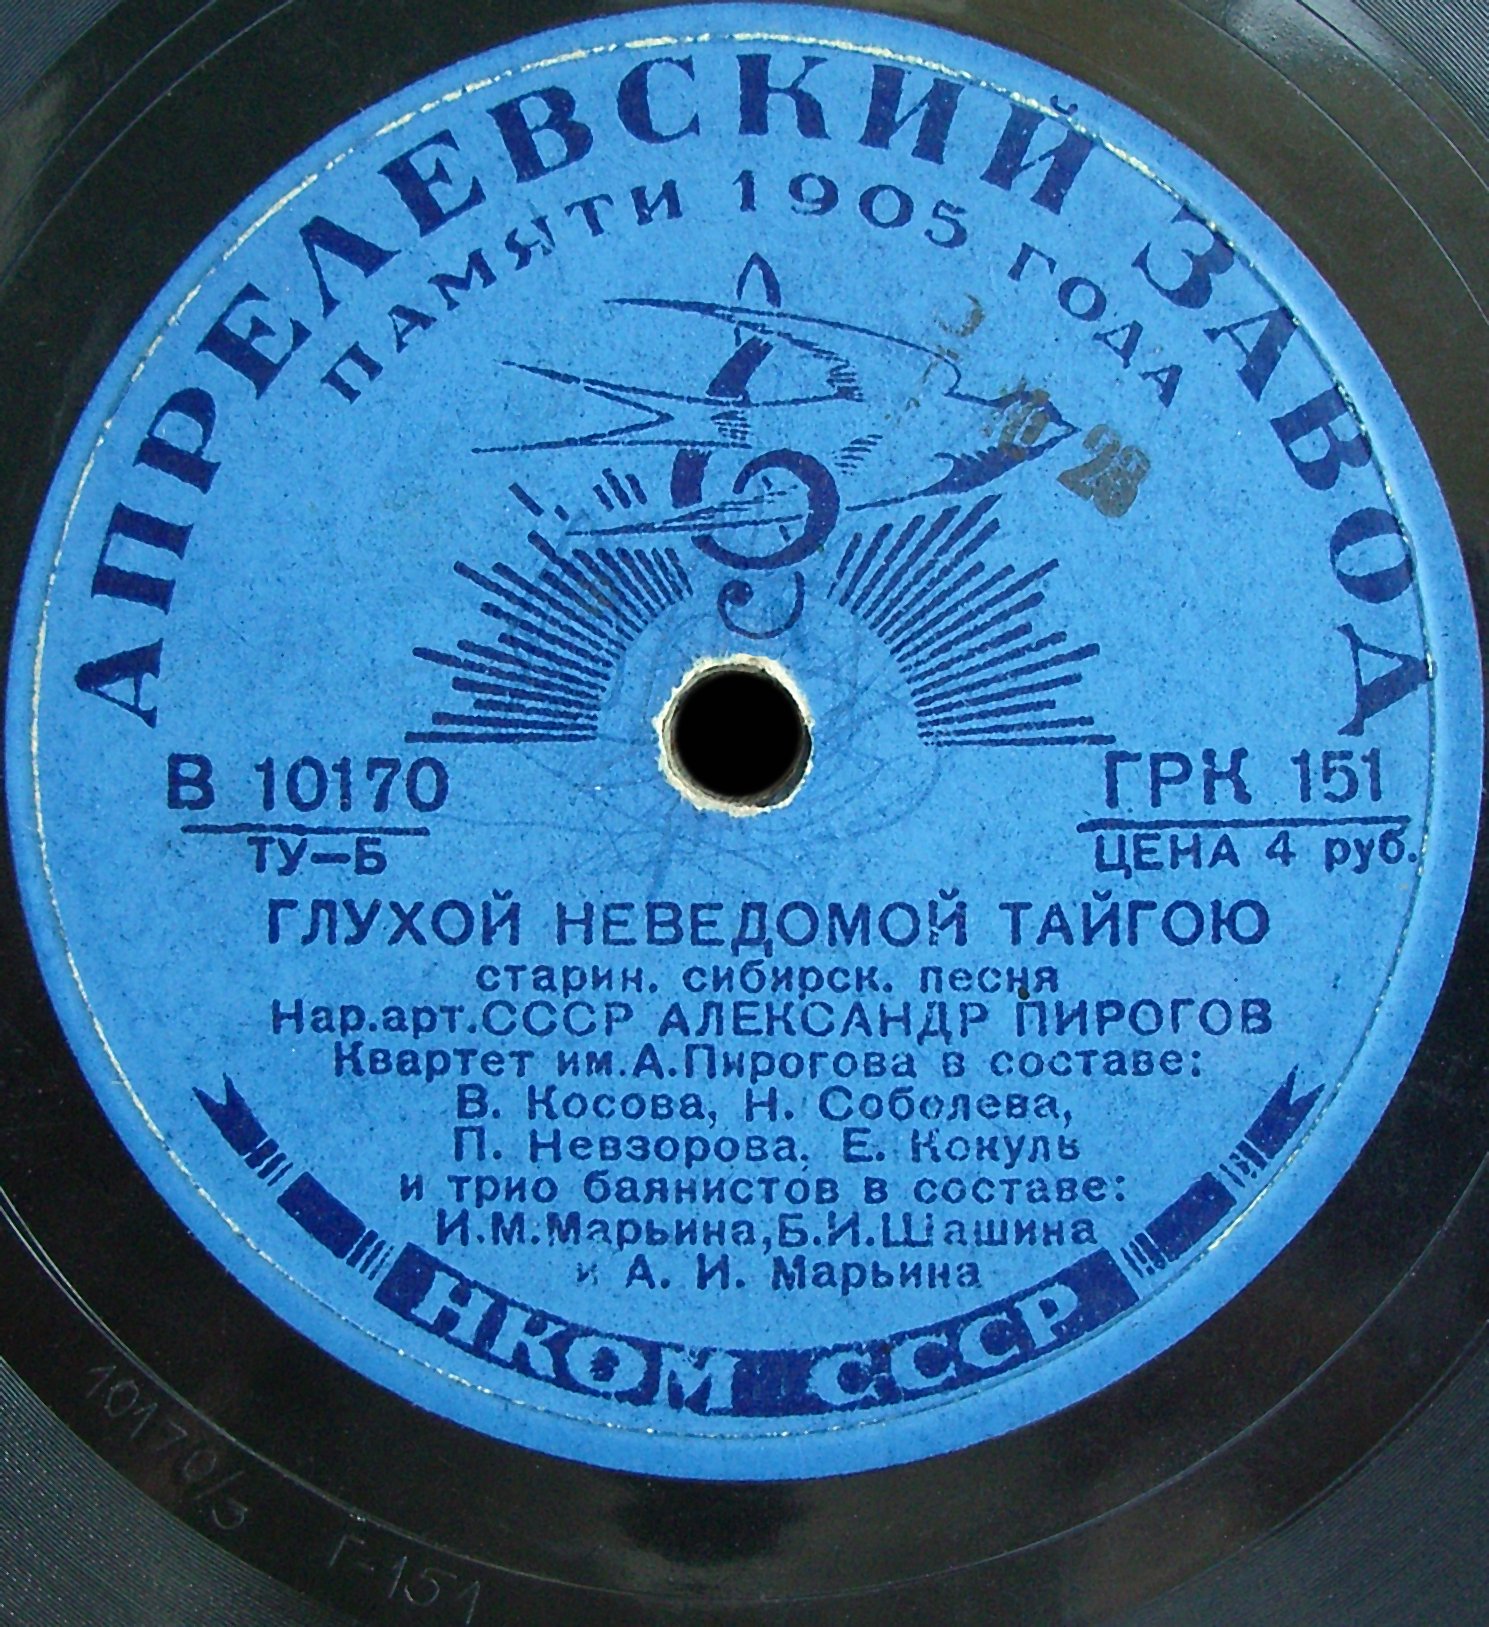 АПРЕЛЕВСКИЙ ЗАВОД
ПАМЯТИ 1905 ГОДА
28
В 10170
ТУ—Б
ГРК 151
ЦЕНА 4 руб.
ГЛУХОЙ НЕВЕДОМОЙ ТАЙГОЮ
старин. сибирск. песня
Нар.арт.СССР АЛЕКСАНДР ПИРОГОВ
Квартет им.А.Пирогова в составе:
В. Косова, Н. Соболева,
П. Невзорова, Е. Кокуль
и трио баянистов в составе:
И.М.Марьина, Б.И.Шашина
и А. И. Марьина
НКОМ СССР
10170/3 Г-151